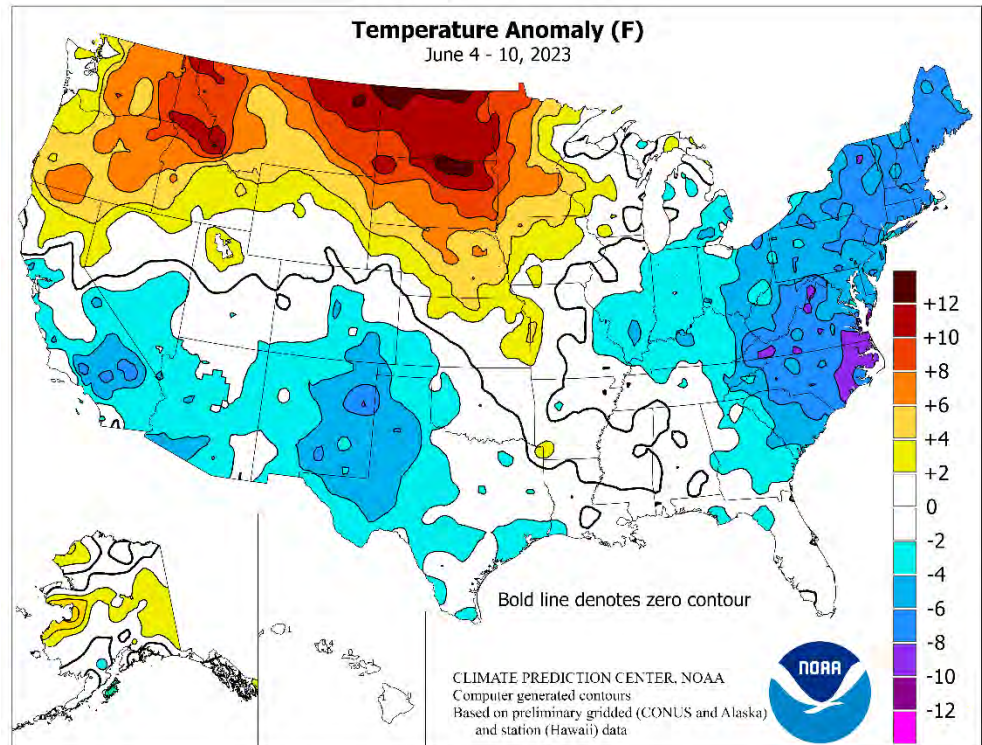 Temperature Anomaly (F)
June 4 - 10, 2023
+12
+10
+8
+6
+4
+2
0
-2
-4
-6
-8
-10
-12
Bold line denotes zero contour
CLIMATE PREDICTION CENTER, NOAA
Computer generated contours
Based on preliminary gridded (CONUS and Alaska)
and station (Hawaii) data
NOAA